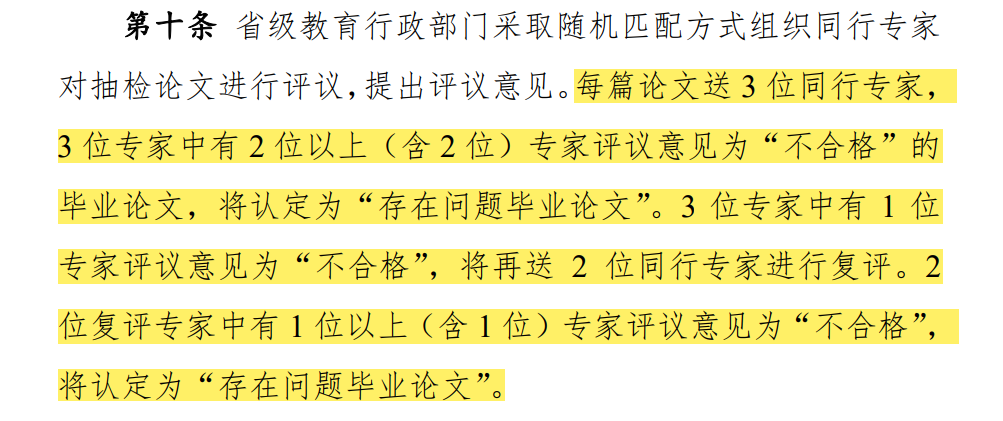 第十条 省级教育行政部门采取随机匹配方式组织同行专家
对抽检论文进行评议，提出评议意见。每篇论文送 3 位同行专家，
3 位专家中有 2 位以上（含 2 位）专家评议意见为“不合格”的
毕业论文，将认定为“存在问题毕业论文”。3 位专家中有 1 位
专家评议意见为“不合格”，将再送 2 位同行专家进行复评。2
位复评专家中有 1 位以上（含 1 位）专家评议意见为“不合格”，
将认定为“存在问题毕业论文”。